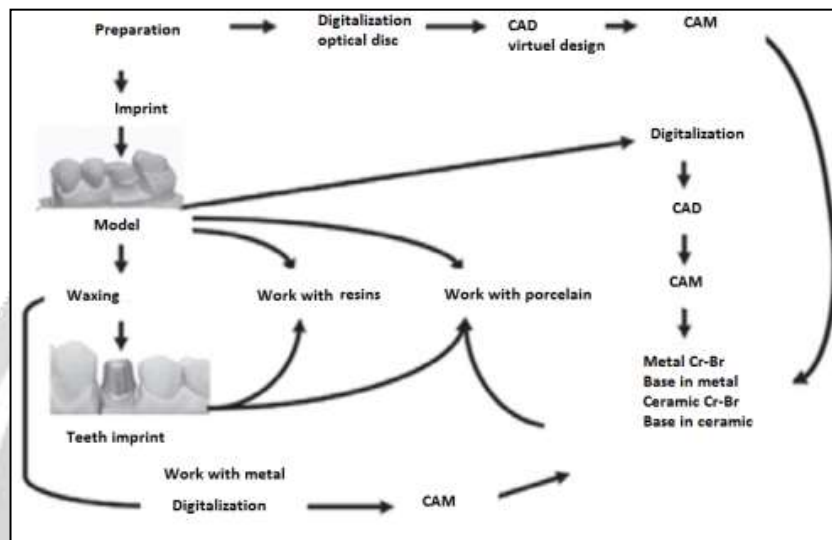 Preparation
Digitalization
optical disc
CAD
virtuel design
CAM
Imprint
Digitalization
Model
CAD
Waxing
Work with resins
Work with porcelain
CAM
Metal Cr-Br
Base in metal
Ceramic Cr-Br
Base in ceramic
Teeth imprint
Work with metal
Digitalization
CAM